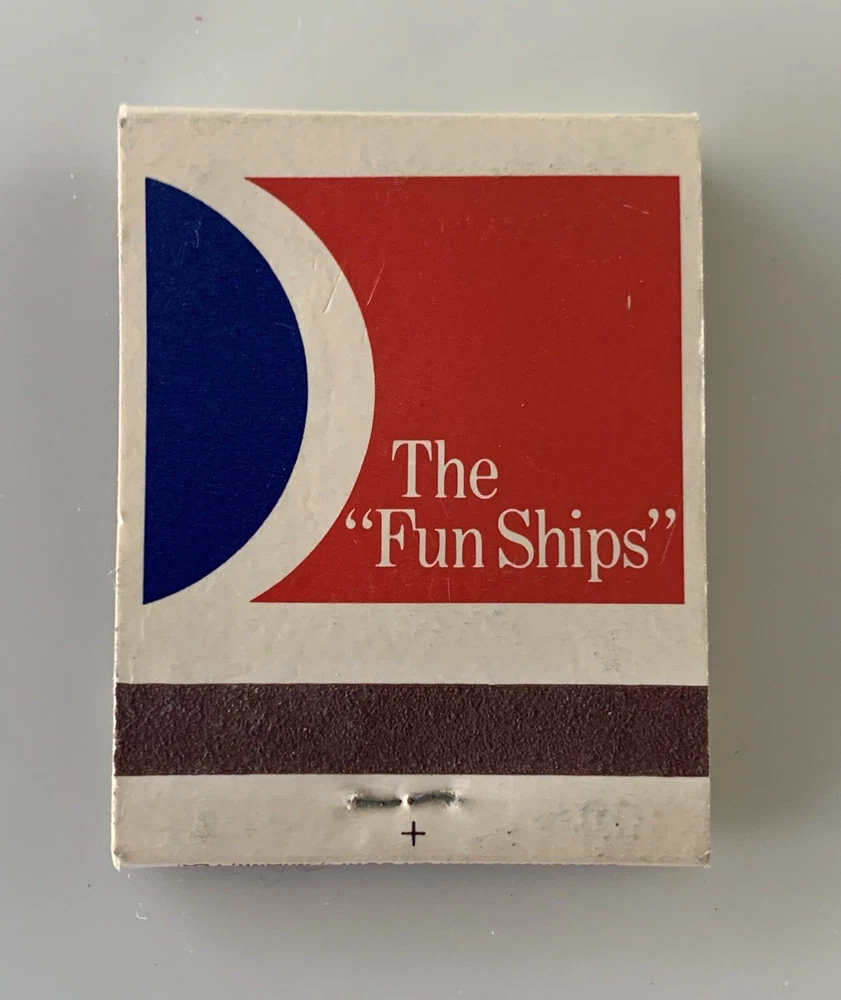 The
“Fun Ships”